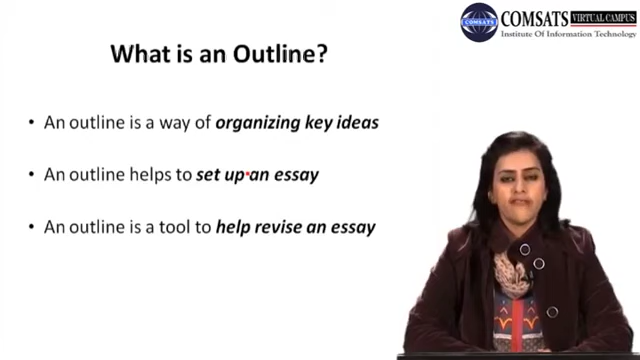 COMSATS VIRTUAL CAMPUS
Institute Of Information Technology
COMSATS
What is an Outline?
• An outline is a way of organizing key ideas
• An outline helps to set up an essay
• An outline is a tool to help revise an essay